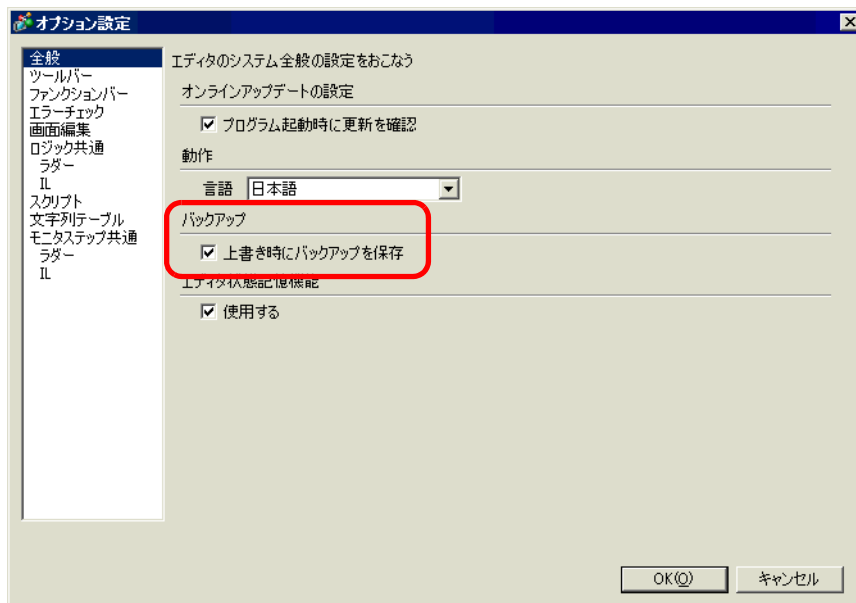 オプション設定
全般
ツールバー
ファンクションバー
エラーチェック
画面編集
ロジック共通
ラダー
IL
スクリプト
文字列テーブル
モニタステップ共通
ラダー
IL
エディタのシステム全般の設定をおこなう
オンラインアップデートの設定
プログラム起動時に更新を確認
動作
言語 日本語
バックアップ
上書き時にバックアップを保存
エディタ状態記憶機能
使用する
OK(O) キャンセル